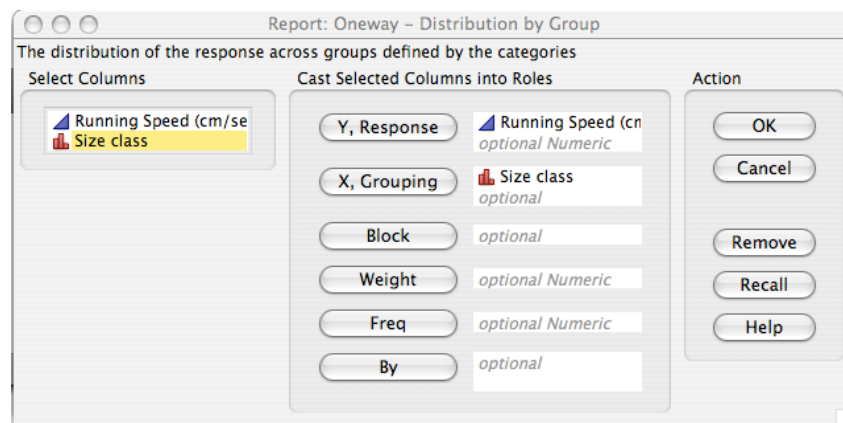 Report: Oneway – Distribution by Group
The distribution of the response across groups defined by the categories
Select Columns
Running Speed (cm/se
Size class
Cast Selected Columns into Roles
Y, Response
Running Speed (cn
optional Numeric
X, Grouping
Size class
optional
Block
optional
Weight
optional Numeric
Freq
optional Numeric
By
optional
Action
OK
Cancel
Remove
Recall
Help